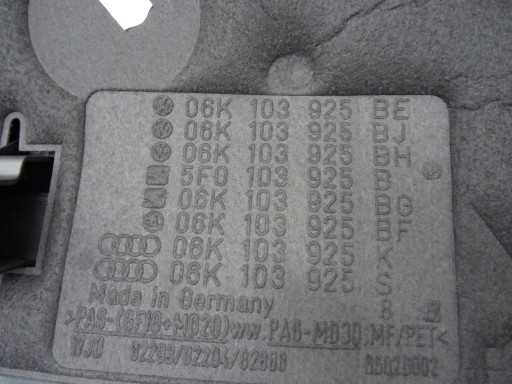 06K 103 925 BE
06K 103 925 BJ
06K 103 925 BH
5F0 103 925 B
06K 103 925 BG
06K 103 925 BF
06K 103 925 K
06K 103 925 S
Made in Germany
>PA6-(GF10+MD20) ww. PA6-MD30,MF/PET<